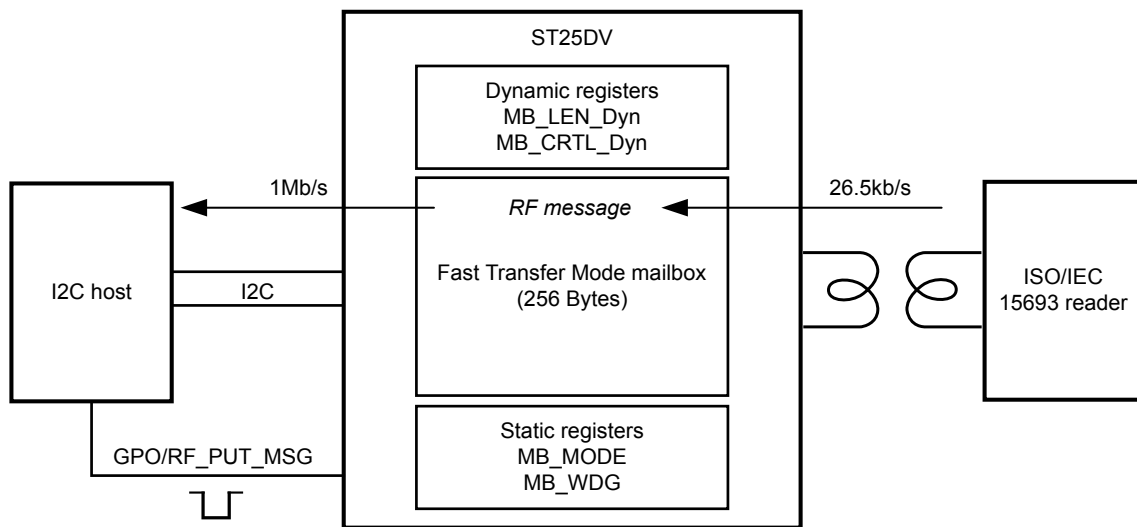 ST25DV
Dynamic registers
MB_LEN_Dyn
MB_CRTL_Dyn
1Mb/s
RF message
26.5kb/s
I2C host
I2C
Fast Transfer Mode mailbox
(256 Bytes)
ISO/IEC
15693 reader
GPO/RF_PUT_MSG
Static registers
MB_MODE
MB_WDG